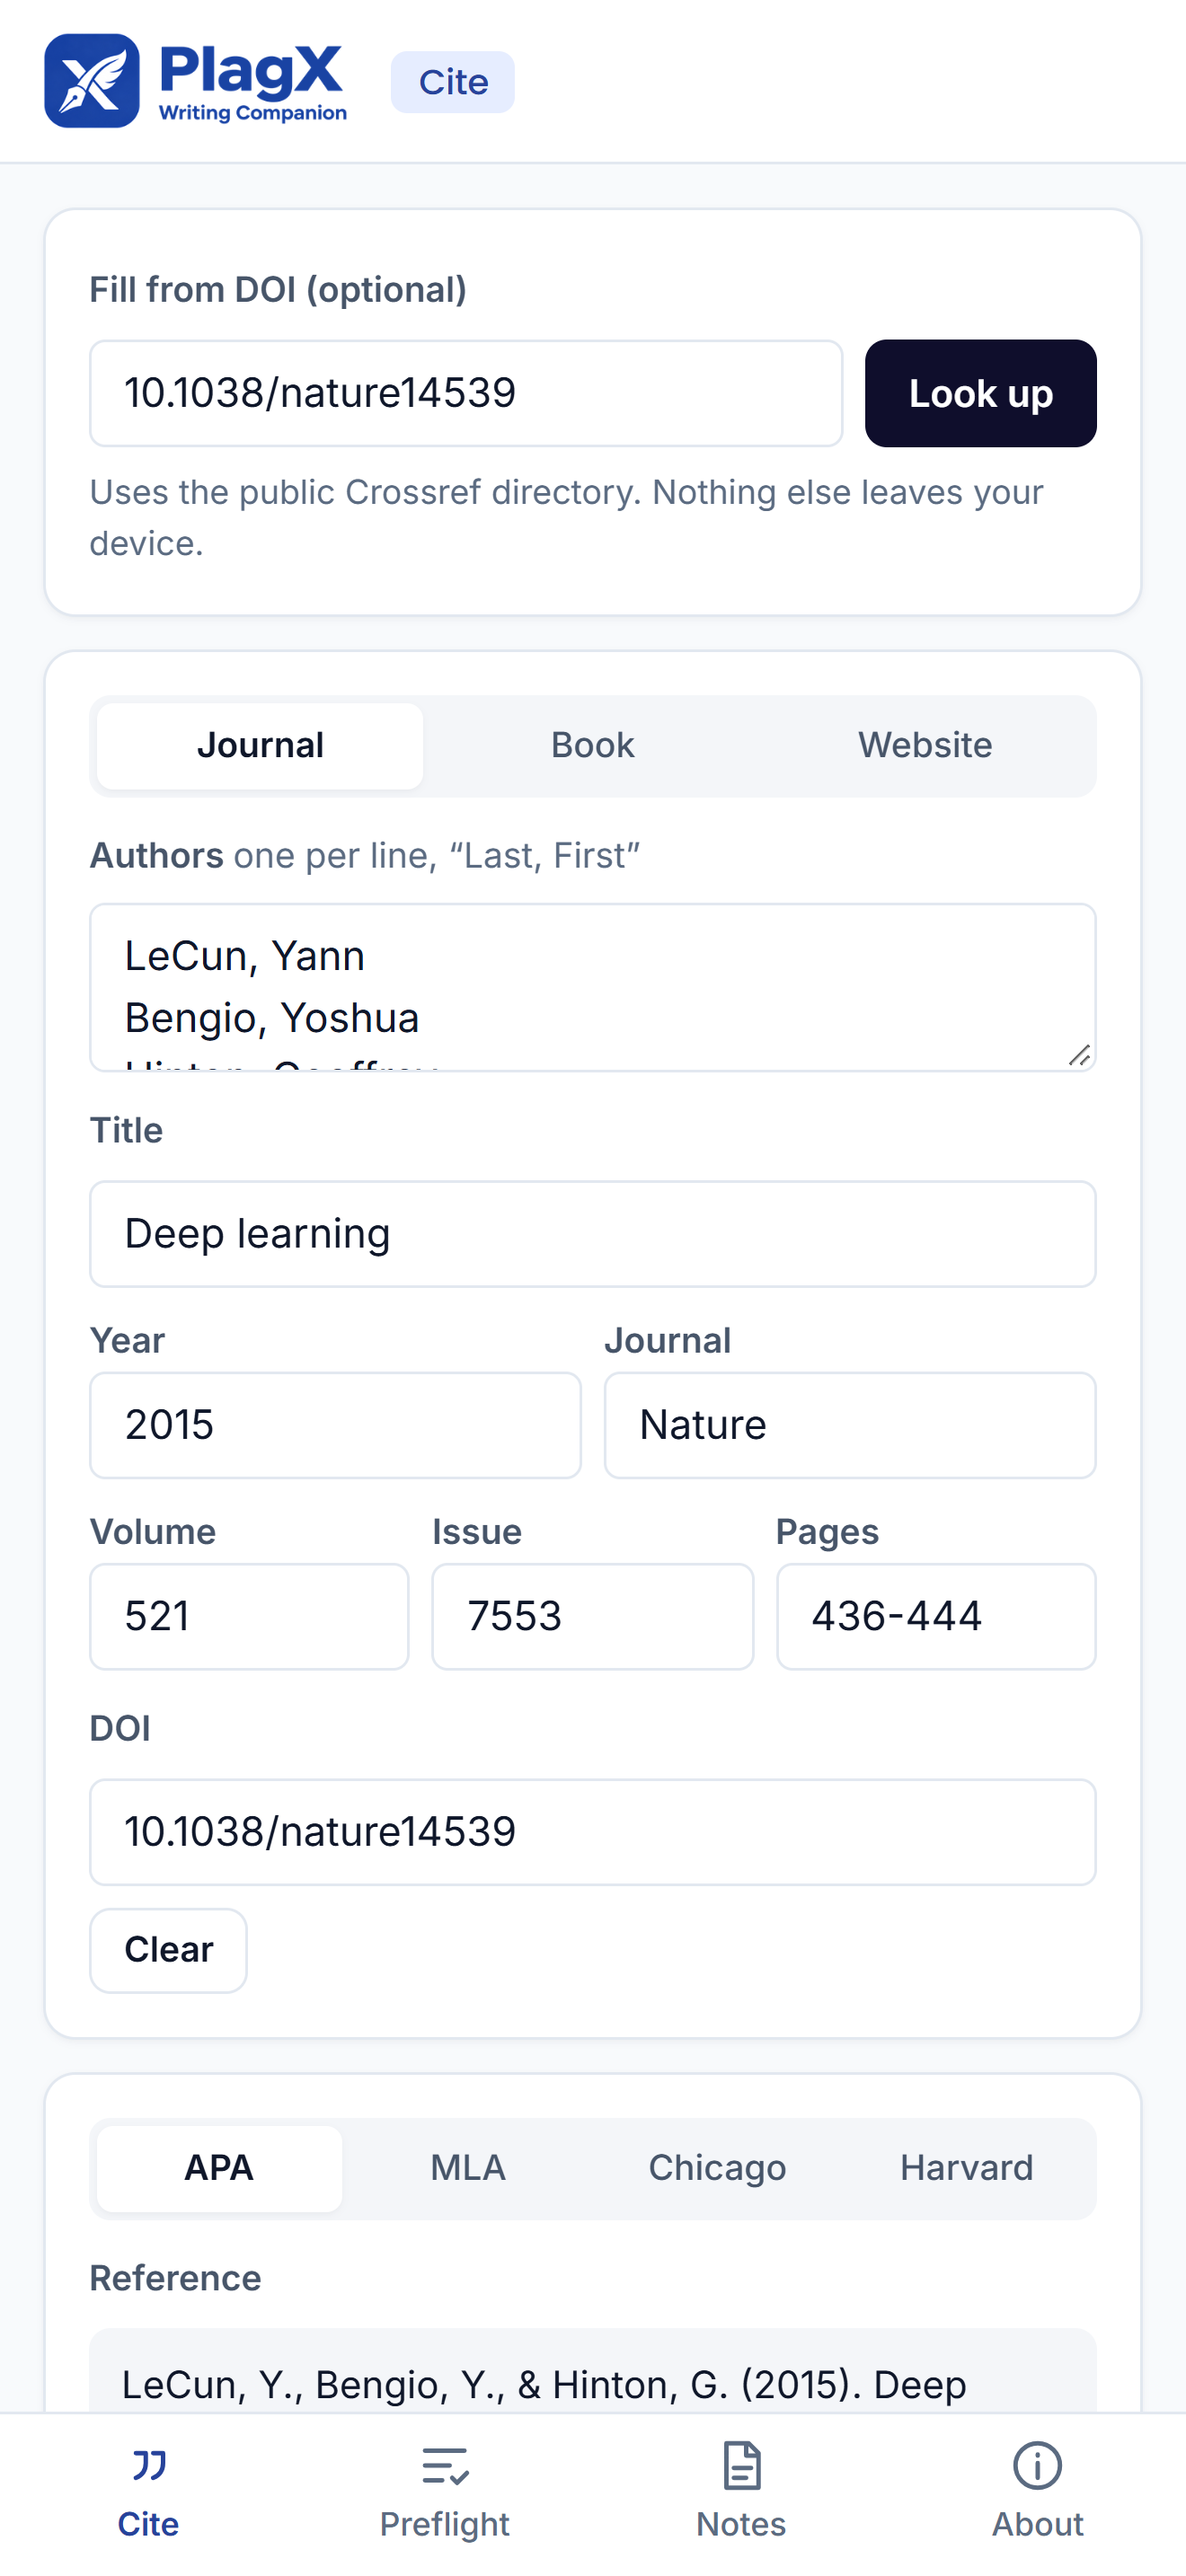 PlagX
Writing Companion
Cite
Fill from DOI (optional)
10.1038/nature14539
Look up
Uses the public Crossref directory. Nothing else leaves your
device.
Journal
Book
Website
Authors one per line, “Last, First”
LeCun, Yann
Bengio, Yoshua
Hinton, Geoffrey
Title
Deep learning
Year
Journal
2015
Nature
Volume
Issue
Pages
521
7553
436-444
DOI
10.1038/nature14539
Clear
APA
MLA
Chicago
Harvard
Reference
LeCun, Y., Bengio, Y., & Hinton, G. (2015). Deep
Cite
Preflight
Notes
About